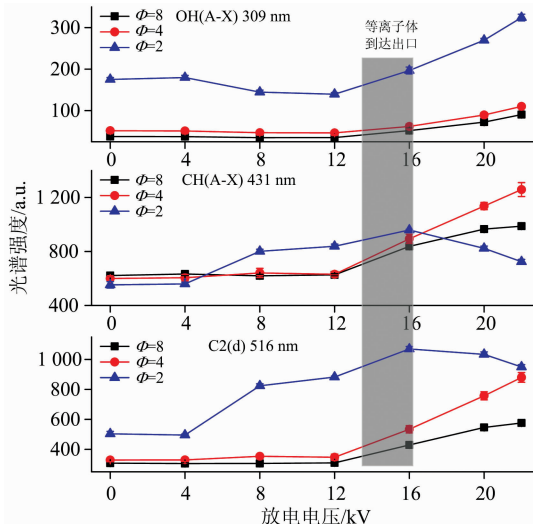 OH(A-X) 309 nm
Φ=8
Φ=4
Φ=2
等离子体
到达出口
300
200
100
0 4 8 12 16 20
CH(A-X) 431 nm
Φ=8
Φ=4
Φ=2
1 200
800
400
0 4 8 12 16 20
C2(d) 516 nm
Φ=8
Φ=4
Φ=2
1 000
800
600
400
0 4 8 12 16 20
光谱强度/a.u.
放电电压/kV